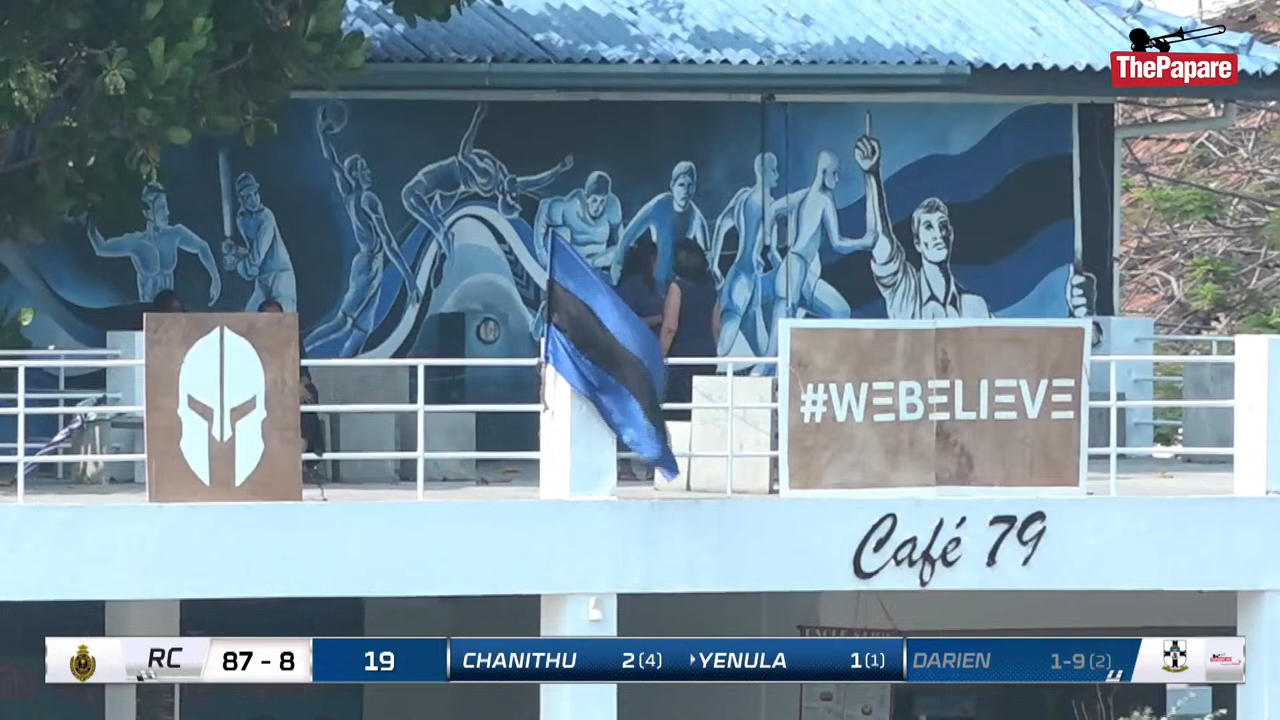 ThePapare
#WEBELIEVE
Café 79
RC 87 - 8 19 CHANITHU 2(4) YENULA 1(1) DARIEN 1-9(2)